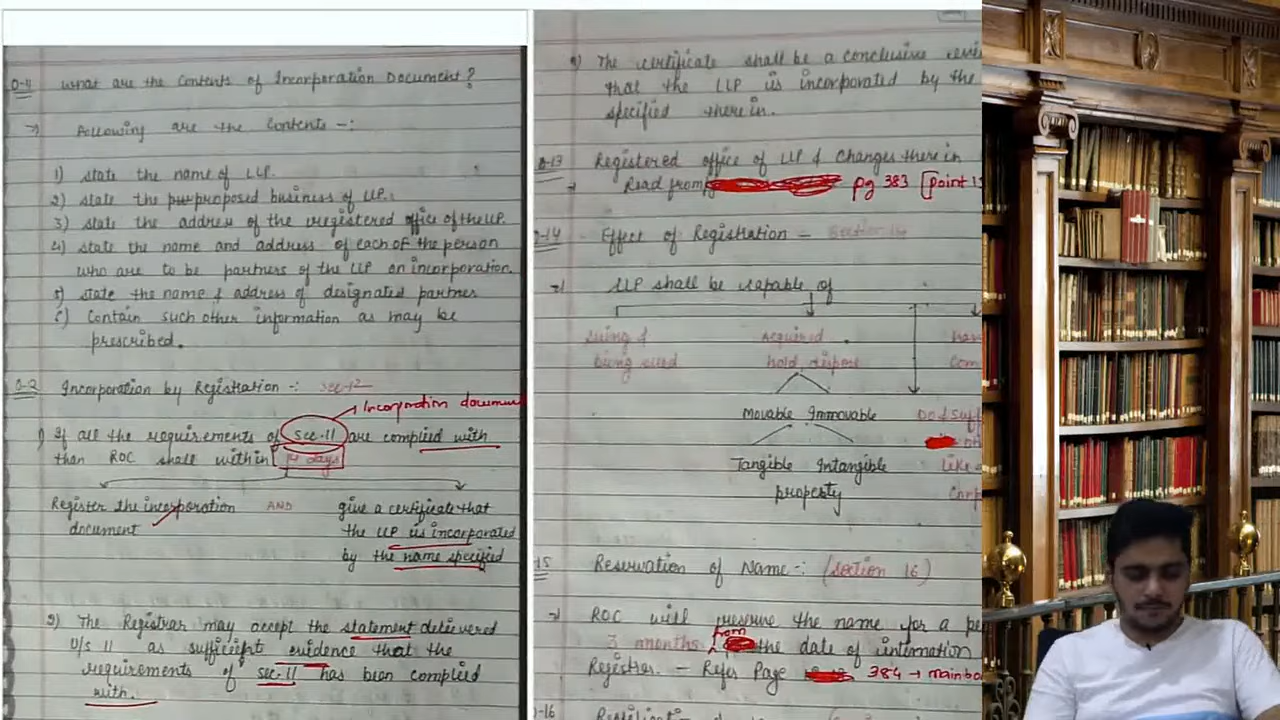 Q-11 What are the Contents of Incorporation Document?
→ Following are the Contents -:
1) state the name of LLP.
2) state the purproposed business of LLP.
3) state the address of the registered office of the LLP.
4) state the name and address of each of the person
who are to be partners of the LLP on incorporation.
5) state the name & address of designated partner
6) Contain such other information as may be
prescribed.
Incorporation by Registration -: sec-12
→ Incorporation document
1) If all the requirements of sec-11 are complied with
than ROC shall within 14 days
Register the incorporation AND give a certificate that
document the LLP is incorporated
by the name specified
2) The Registrar may accept the statement delivered
U/s 11 as sufficient evidence that the
requirements of sec-11 has been complied
with.
The certificate shall be a conclusive
that the LLP is incorporated by the
specified there in.
Q-13 Registered office of LLP & Changes there in
→ Read from pg 383 [point 1
Q-14 Effect of Registration -
→ LLP shall be capable of
suing & acquired
being sued hold dispose
Movable Immovable
Tangible Intangible like
property
15 Reservation of Name -: (section 16)
→ ROC will reserve the name for a pe
3 months from the date of intemation
Registrar. - Refer Page 384 → mainbo
-16